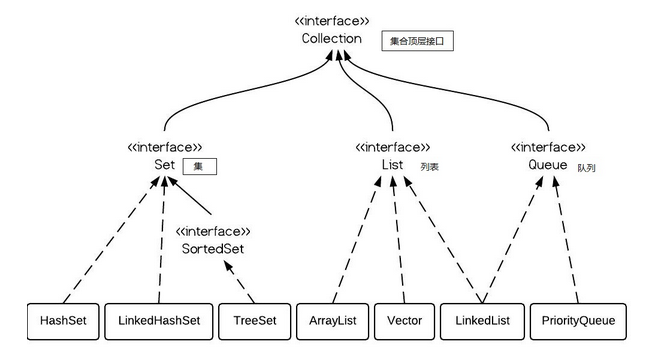 <<interface>>
Collection
集合顶层接口
<<interface>>
Set
集
<<interface>>
List
列表
<<interface>>
Queue
队列
<<interface>>
SortedSet
HashSet
LinkedHashSet
TreeSet
ArrayList
Vector
LinkedList
PriorityQueue